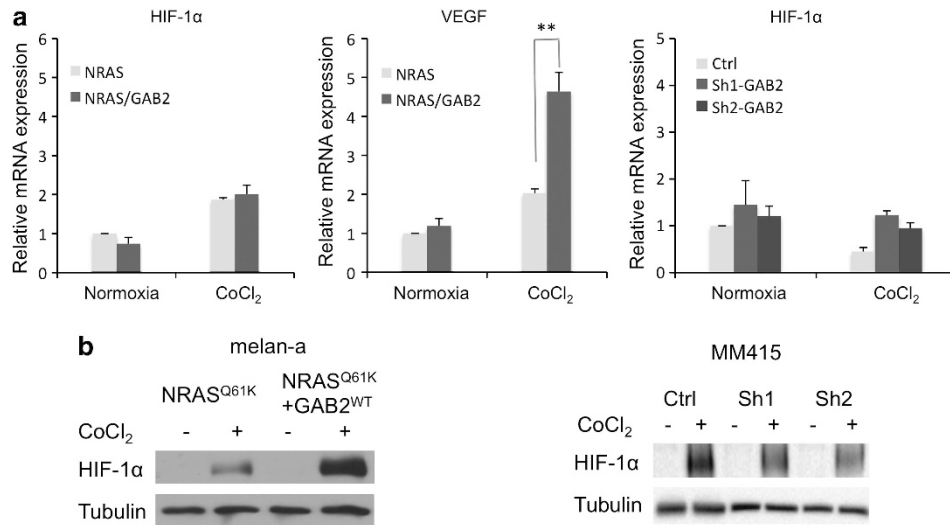 a
HIF-1α
Relative mRNA expression
6
5
4
3
2
1
0
NRAS
NRAS/GAB2
Normoxia
CoCl2
VEGF
Relative mRNA expression
6
5
4
3
2
1
0
NRAS
NRAS/GAB2
**
Normoxia
CoCl2
HIF-1α
Relative mRNA expression
5
4
3
2
1
0
Ctrl
Sh1-GAB2
Sh2-GAB2
Normoxia
CoCl2
b
melan-a
NRASQ61K
NRASQ61K
+GAB2WT
CoCl2 - + - +
HIF-1α
Tubulin
MM415
Ctrl Sh1 Sh2
CoCl2 - + - + - +
HIF-1α
Tubulin